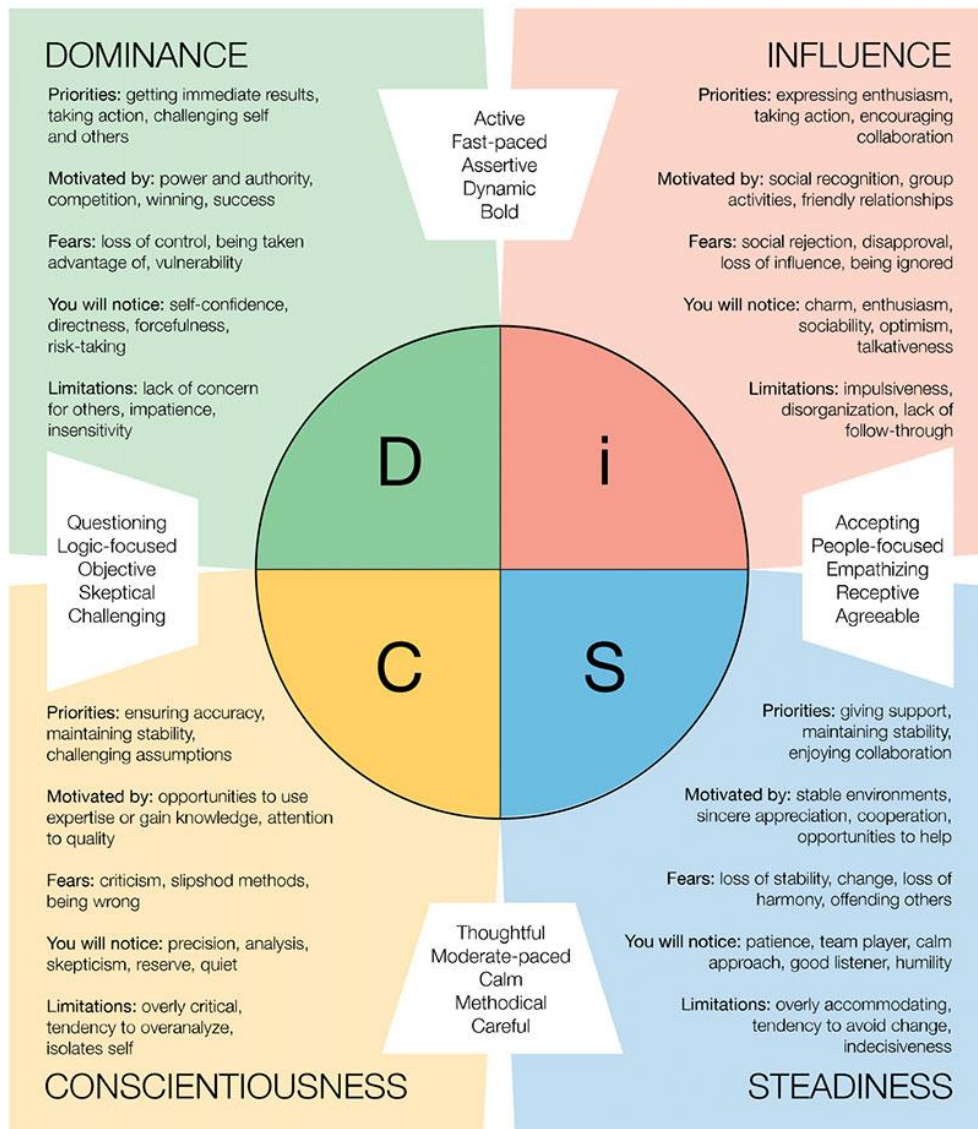 DOMINANCE
Priorities: getting immediate results,
taking action, challenging self
and others
Motivated by: power and authority,
competition, winning, success
Fears: loss of control, being taken
advantage of, vulnerability
You will notice: self-confidence,
directness, forcefulness,
risk-taking
Limitations: lack of concern
for others, impatience,
insensitivity
Active
Fast-paced
Assertive
Dynamic
Bold
INFLUENCE
Priorities: expressing enthusiasm,
taking action, encouraging
collaboration
Motivated by: social recognition, group
activities, friendly relationships
Fears: social rejection, disapproval,
loss of influence, being ignored
You will notice: charm, enthusiasm,
sociability, optimism,
talkativeness
Limitations: impulsiveness,
disorganization, lack of
follow-through
D
i
Questioning
Logic-focused
Objective
Skeptical
Challenging
Accepting
People-focused
Empathizing
Receptive
Agreeable
C
S
Priorities: ensuring accuracy,
maintaining stability,
challenging assumptions
Motivated by: opportunities to use
expertise or gain knowledge, attention
to quality
Fears: criticism, slipshod methods,
being wrong
You will notice: precision, analysis,
skepticism, reserve, quiet
Limitations: overly critical,
tendency to overanalyze,
isolates self
CONSCIENTIOUSNESS
Thoughtful
Moderate-paced
Calm
Methodical
Careful
Priorities: giving support,
maintaining stability,
enjoying collaboration
Motivated by: stable environments,
sincere appreciation, cooperation,
opportunities to help
Fears: loss of stability, change, loss of
harmony, offending others
You will notice: patience, team player, calm
approach, good listener, humility
Limitations: overly accommodating,
tendency to avoid change,
indecisiveness
STEADINESS